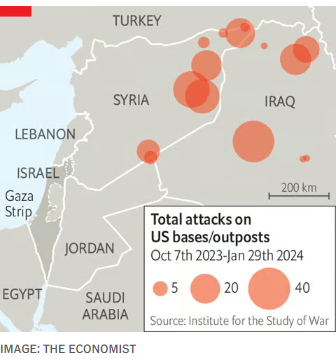 TURKEY
SYRIA
IRAQ
LEBANON
ISRAEL
Gaza
Strip
200 km
JORDAN
EGYPT
SAUDI
ARABIA
Total attacks on
US bases/outposts
Oct 7th 2023-Jan 29th 2024
5 20 40
Source: Institute for the Study of War
IMAGE: THE ECONOMIST